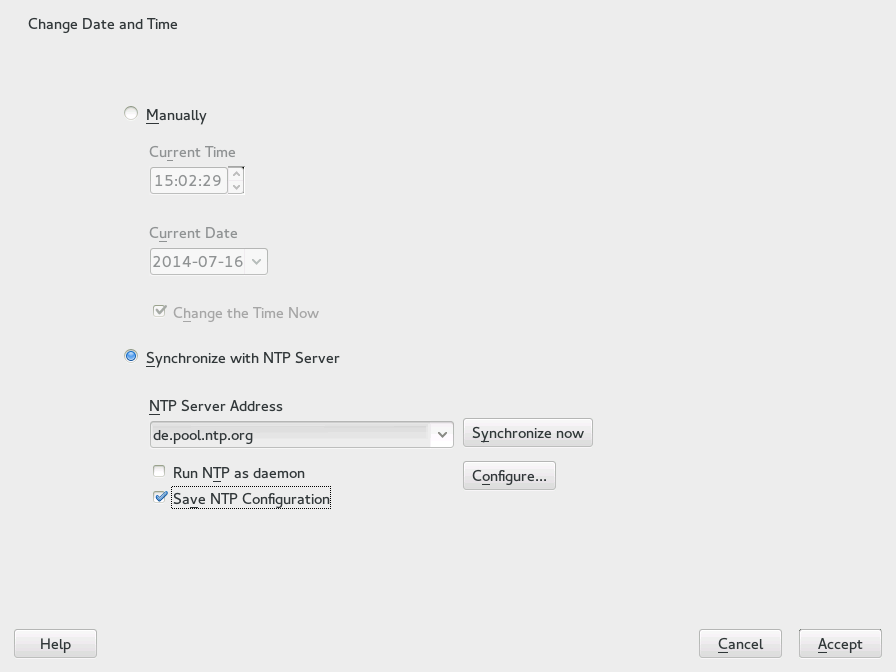 Change Date and Time
Manually
Current Time
15:02:29
Current Date
2014-07-16
Change the Time Now
Synchronize with NTP Server
NTP Server Address
de.pool.ntp.org
Synchronize now
Run NTP as daemon
Configure...
Save NTP Configuration
Help
Cancel
Accept